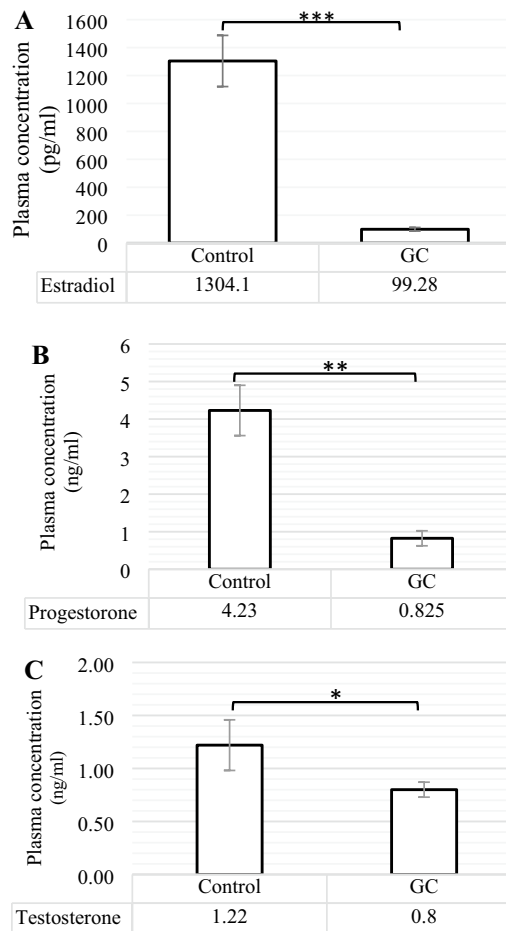 A
Plasma concentration
(pg/ml)
1600
1400
1200
1000
800
600
400
200
0
***
Control GC
Estradiol 1304.1 99.28
B
Plasma concentration
(ng/ml)
6
5
4
3
2
1
0
**
Control GC
Progestorone 4.23 0.825
C
Plasma concentration
(ng/ml)
2.00
1.50
1.00
0.50
0.00
*
Control GC
Testosterone 1.22 0.8